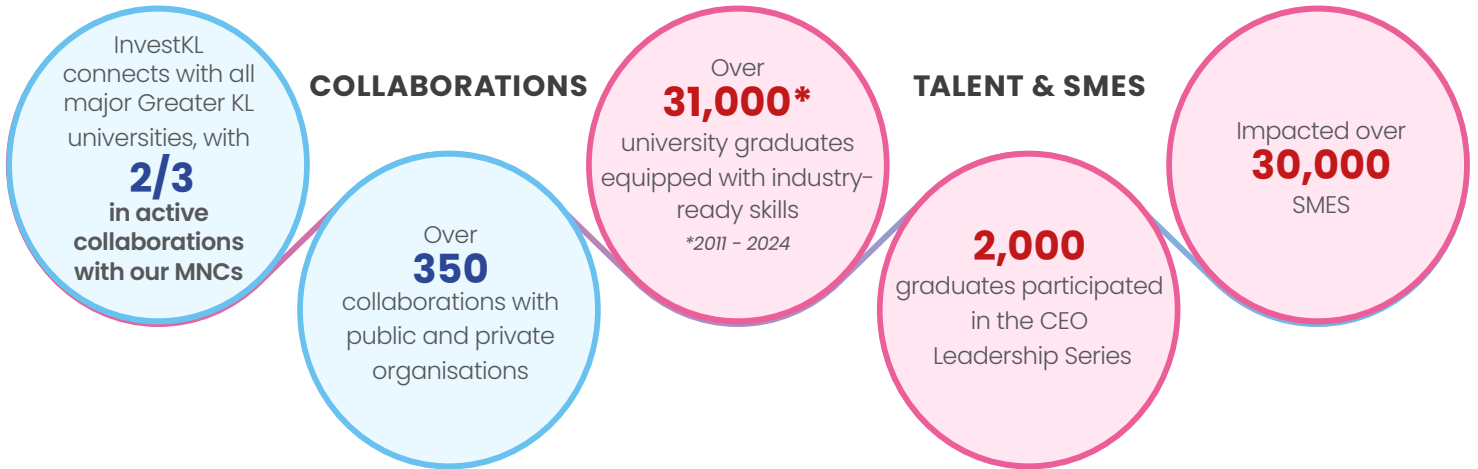 InvestKL
connects with all
major Greater KL
universities, with
2/3
in active
collaborations
with our MNCs
COLLABORATIONS
Over
350
collaborations with
public and private
organisations
Over
31,000*
university graduates
equipped with industry-
ready skills
*2011 - 2024
TALENT & SMES
2,000
graduates participated
in the CEO
Leadership Series
Impacted over
30,000
SMES